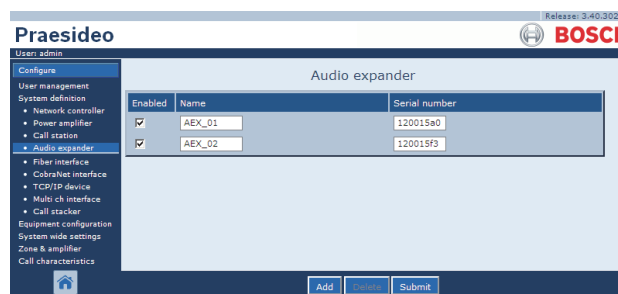 Release: 3.40.302
Praesideo
BOSCH
User: admin
Configure
User management
System definition
• Network controller
• Power amplifier
• Call station
• Audio expander
• Fiber interface
• CobraNet interface
• TCP/IP device
• Multi ch interface
• Call stacker
Equipment configuration
System wide settings
Zone & amplifier
Call characteristics
Audio expander
Enabled Name Serial number
AEX_01 120015a0
AEX_02 120015f3
Add Delete Submit